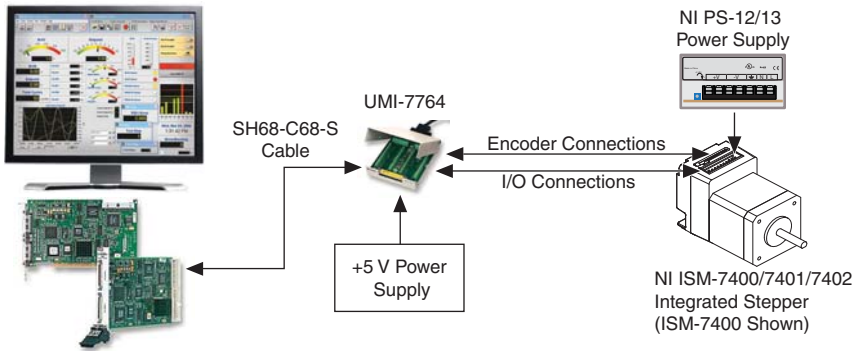 NI PS-12/13
Power Supply
UMI-7764
SH68-C68-S
Cable
Encoder Connections
I/O Connections
+5 V Power
Supply
NI ISM-7400/7401/7402
Integrated Stepper
(ISM-7400 Shown)